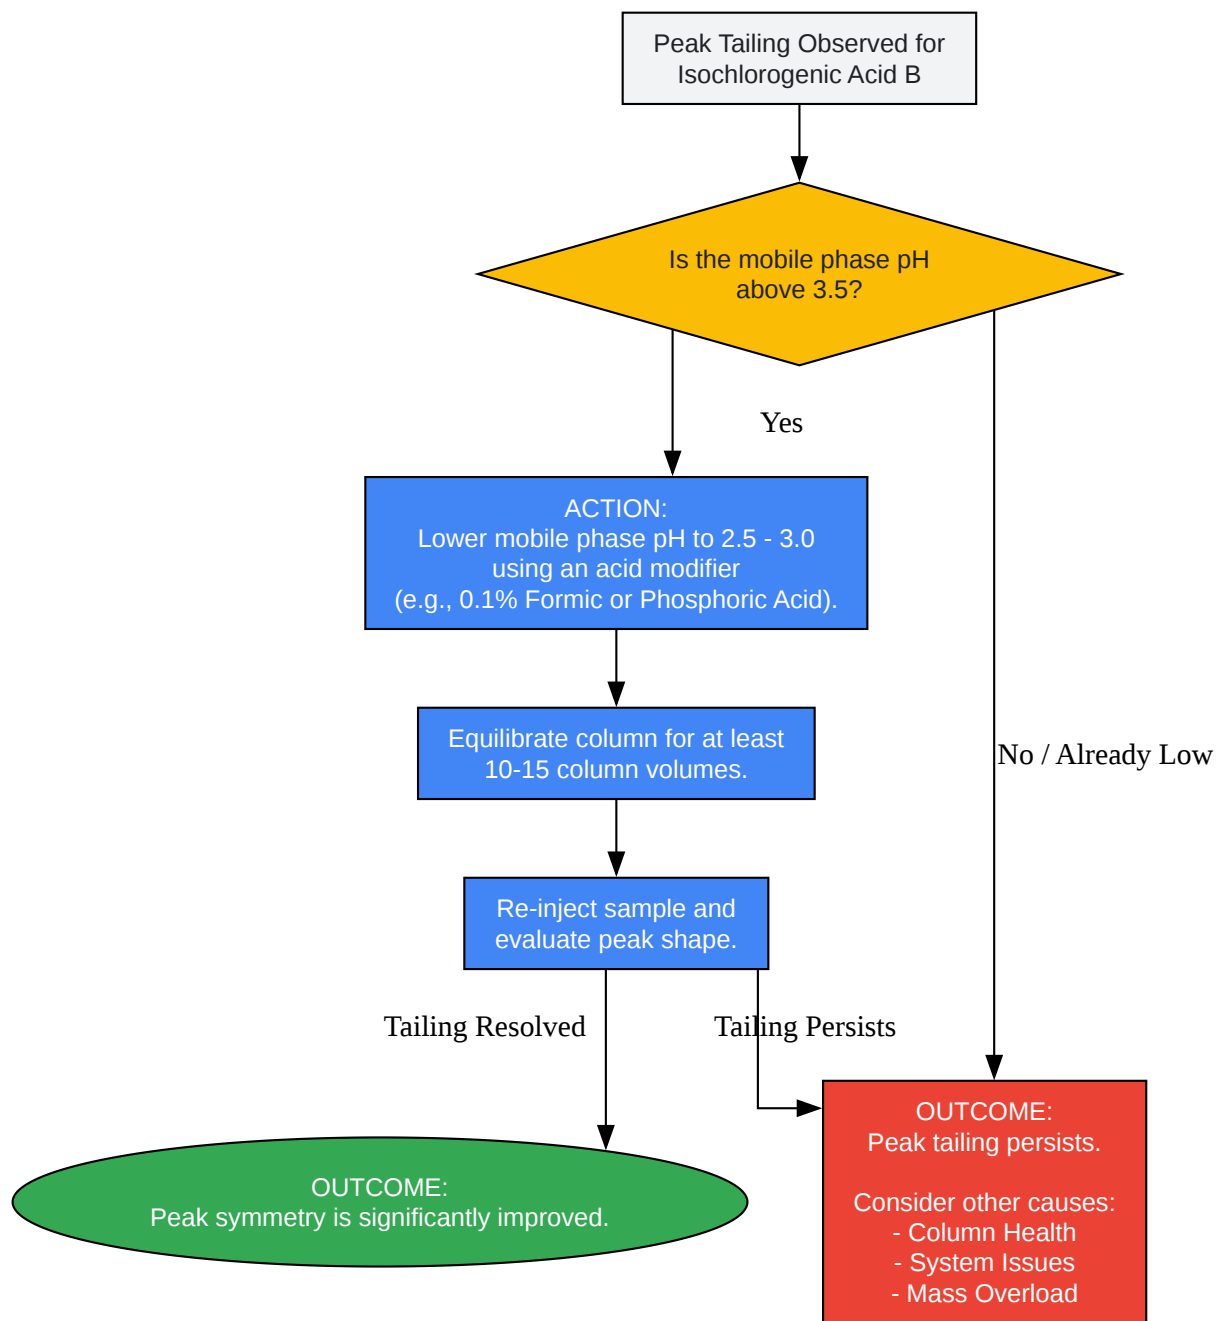 Peak Tailing Observed for
Isochlorogenic Acid B
Is the mobile phase pH
above 3.5?
Yes
ACTION:
Lower mobile phase pH to 2.5 - 3.0
using an acid modifier
(e.g., 0.1% Formic or Phosphoric Acid).
Equilibrate column for at least
10-15 column volumes.
No / Already Low
Re-inject sample and
evaluate peak shape.
Tailing Resolved
Tailing Persists
OUTCOME:
Peak symmetry is significantly improved.
OUTCOME:
Peak tailing persists.
Consider other causes:
- Column Health
- System Issues
- Mass Overload